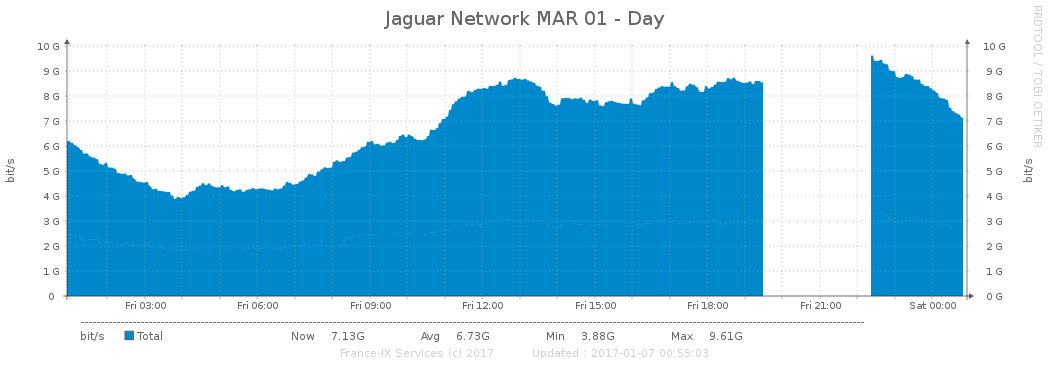 Jaguar Network MAR 01 - Day
RRDTOOL / TOBI OETIKER
bit/s
10 G
9 G
8 G
7 G
6 G
5 G
4 G
3 G
2 G
1 G
0
10 G
9 G
8 G
7 G
6 G
5 G
4 G
3 G
2 G
1 G
0 G
bit/s
Fri 03:00 Fri 06:00 Fri 09:00 Fri 12:00 Fri 15:00 Fri 18:00 Fri 21:00 Sat 00:00
bit/s Total Now 7.13G Avg 6.73G Min 3.88G Max 9.61G
France-IX Services (c) 2017 Updated : 2017-01-07 00:55:03